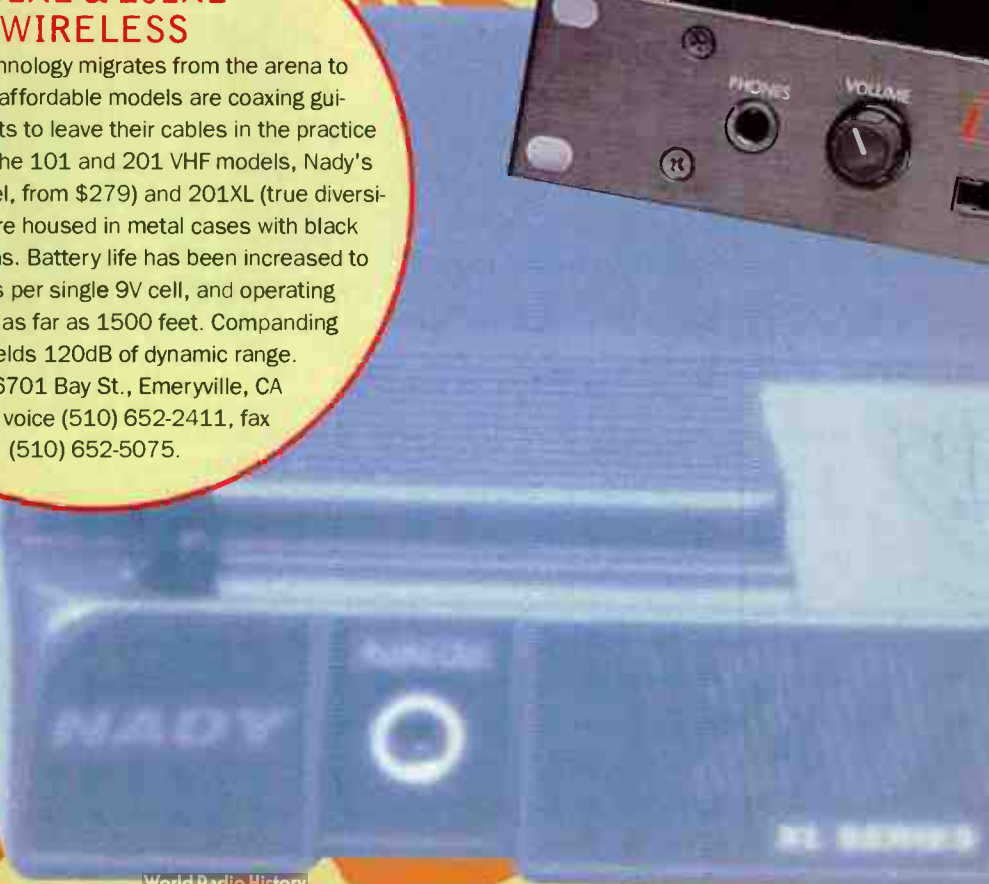 WIRELESS
hnology migrates from the arena to
affordable models are coaxing gui-
ts to leave their cables in the practice
he 101 and 201 VHF models, Nady's
el, from $279) and 201XL (true diversi-
re housed in metal cases with black
ns. Battery life has been increased to
s per single 9V cell, and operating
as far as 1500 feet. Companding
elds 120dB of dynamic range.
6701 Bay St., Emeryville, CA
voice (510) 652-2411, fax
(510) 652-5075.
PHONES
VOLUME
NADY
XL SERIES
World Radio History